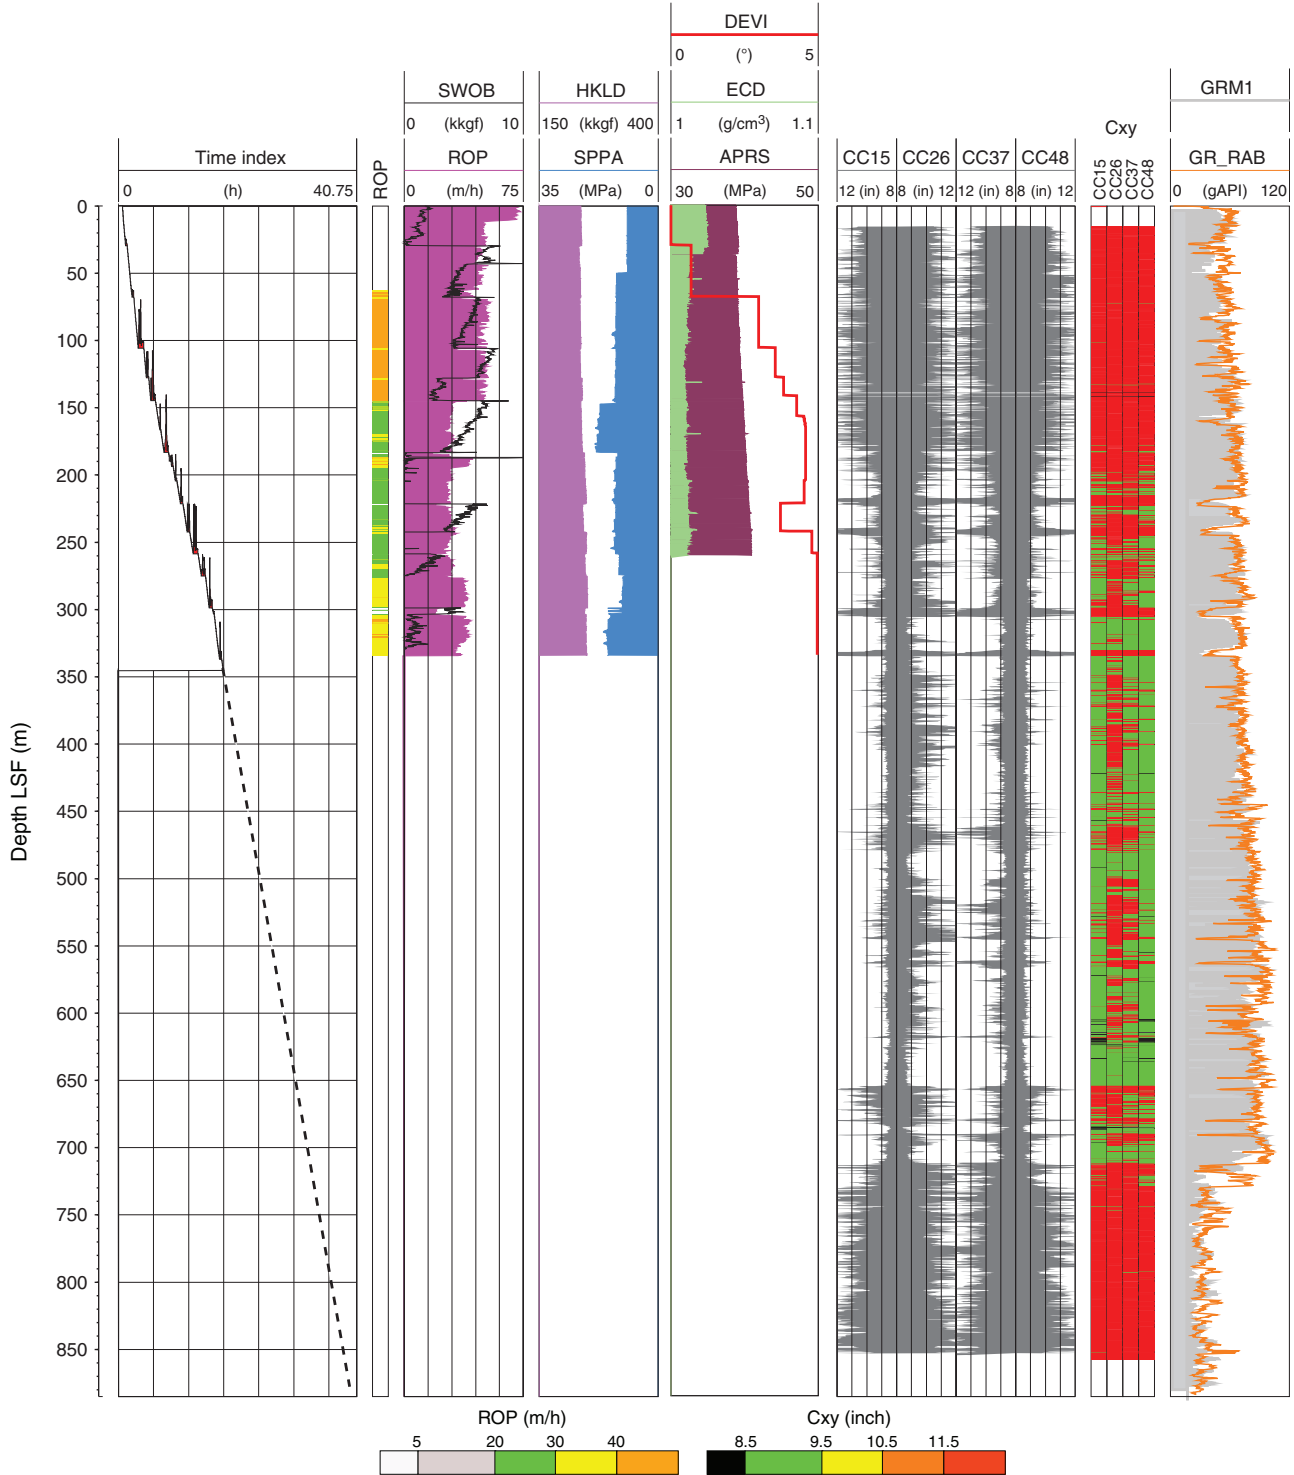 DEVI
0 (°) 5
SWOB HKLD ECD GRM1
0 (kkgf) 10 150 (kkgf) 400 1 (g/cm³) 1.1
Cxy
Time index ROP ROP SPPA APRS CC15 CC26 CC37 CC48 CC15 CC26 CC37 CC48 GR_RAB
0 (h) 40.75 0 (m/h) 75 35 (MPa) 0 30 (MPa) 50 12 (in) 8 8 (in) 12 12 (in) 8 8 (in) 12 0 (gAPI) 120
0
50
100
150
200
250
300
350
400
450
500
550
600
650
700
750
800
850
Depth LSF (m)
ROP (m/h) Cxy (inch)
5 20 30 40 8.5 9.5 10.5 11.5